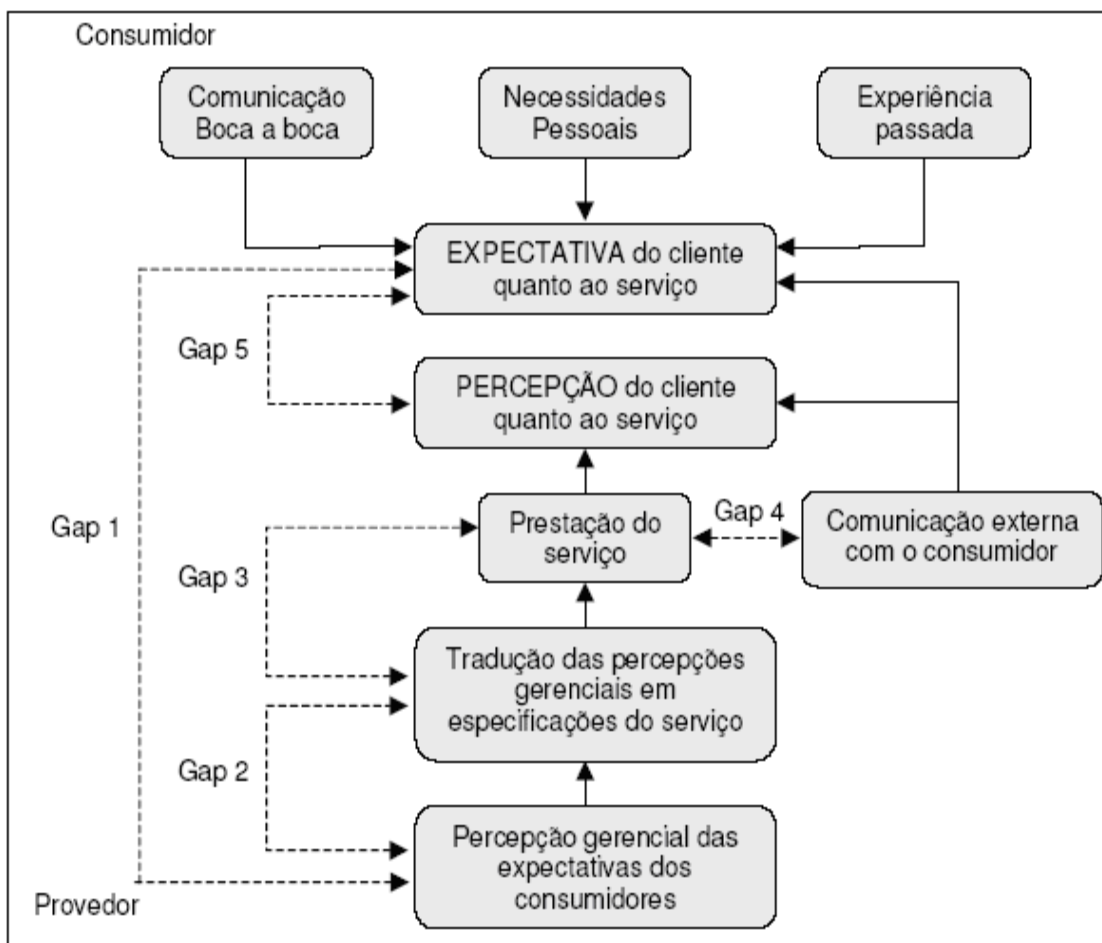 Consumidor
Comunicação
Boca a boca
Necessidades
Pessoais
Experiência
passada
EXPECTATIVA do cliente
quanto ao serviço
Gap 5
PERCEPÇÃO do cliente
quanto ao serviço
Gap 1
Prestação do
serviço
Gap 4
Comunicação externa
com o consumidor
Gap 3
Tradução das percepções
gerenciais em
especificações do serviço
Gap 2
Percepção gerencial das
expectativas dos
consumidores
Provedor